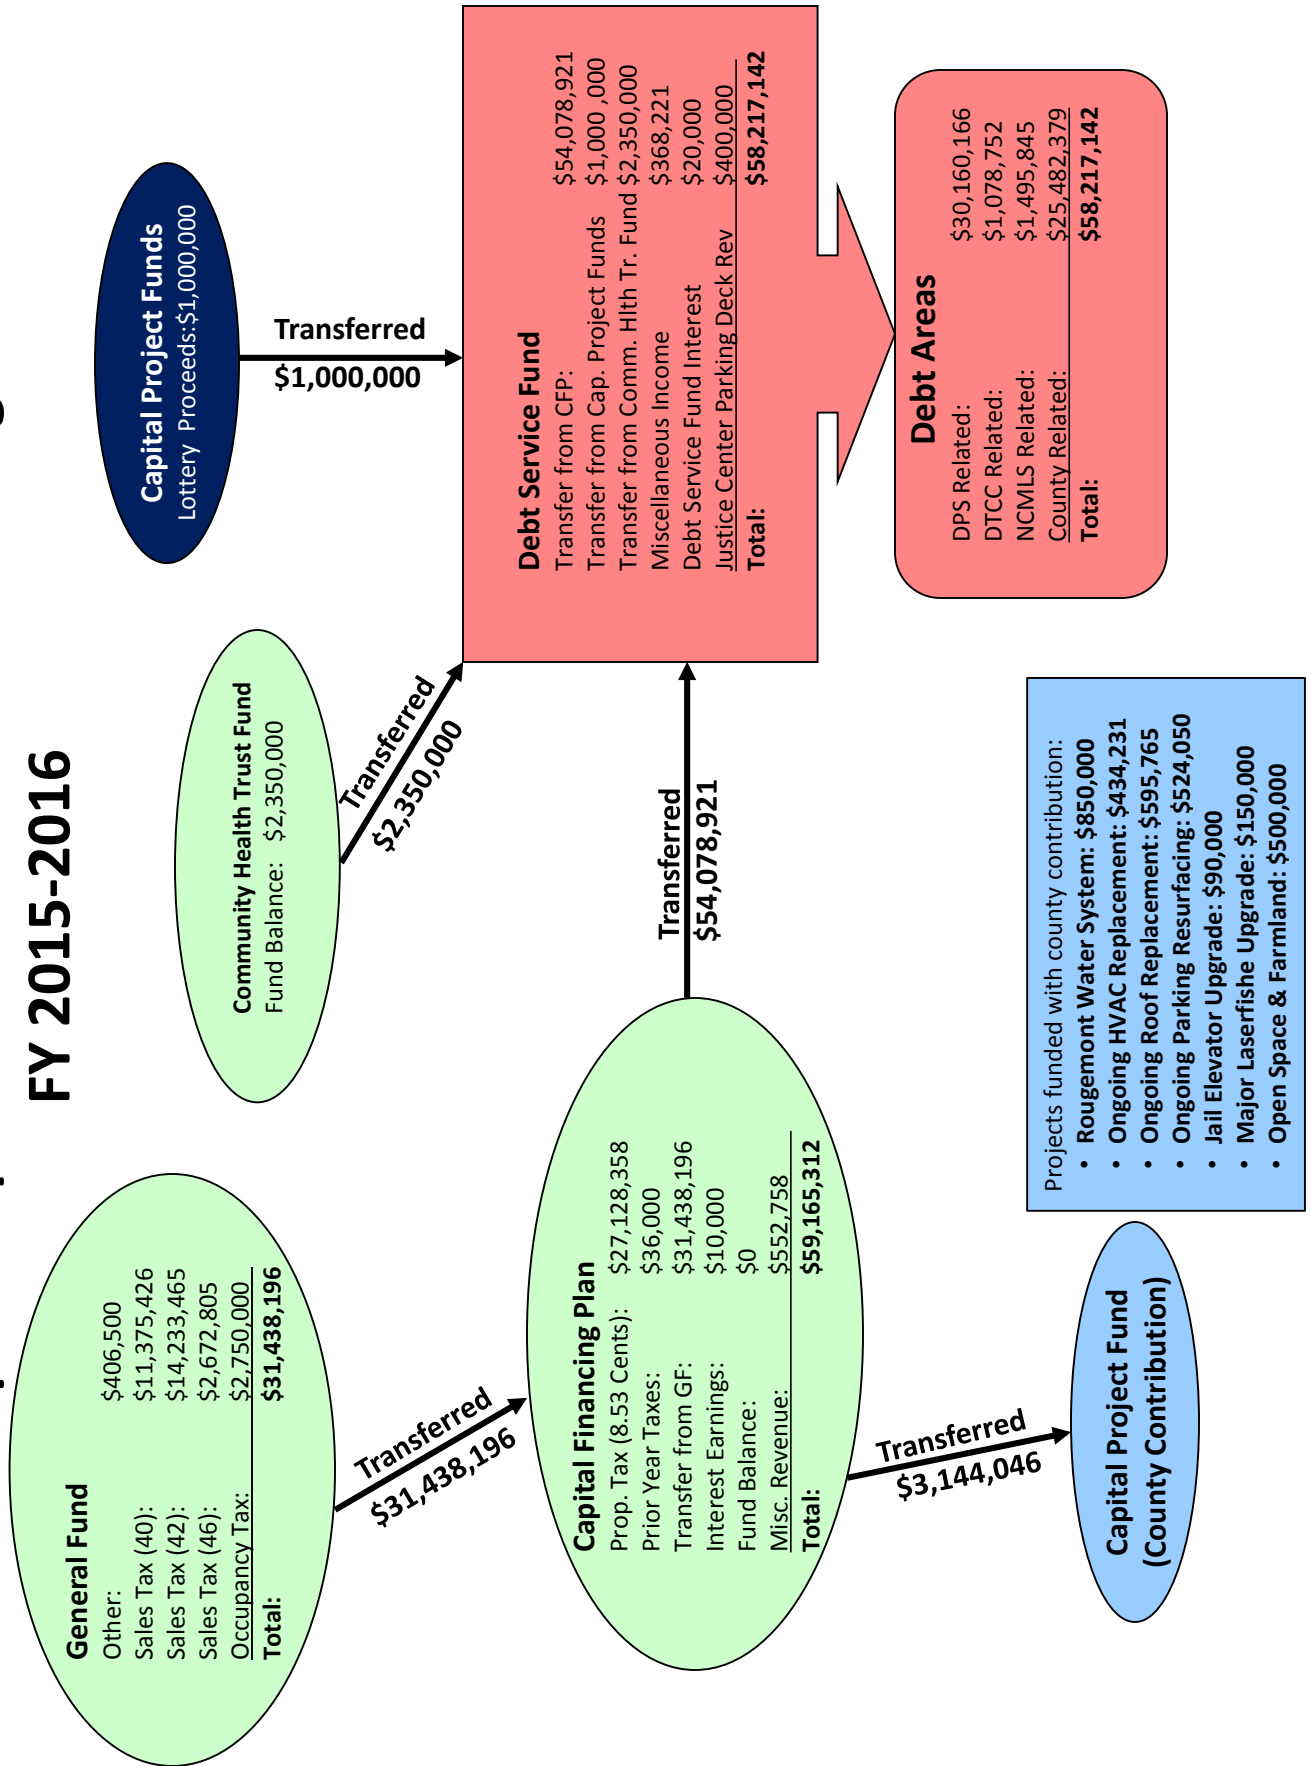 FY 2015-2016
General Fund
Other: $406,500
Sales Tax (40): $11,375,426
Sales Tax (42): $14,233,465
Sales Tax (46): $2,672,805
Occupancy Tax: $2,750,000
Total: $31,438,196
Community Health Trust Fund
Fund Balance: $2,350,000
Capital Project Funds
Lottery Proceeds:$1,000,000
Transferred
$31,438,196
Transferred
$2,350,000
Transferred
$1,000,000
Capital Financing Plan
Prop. Tax (8.53 Cents): $27,128,358
Prior Year Taxes: $36,000
Transfer from GF: $31,438,196
Interest Earnings: $10,000
Fund Balance: $0
Misc. Revenue: $552,758
Total: $59,165,312
Transferred
$54,078,921
Debt Service Fund
Transfer from CFP: $54,078,921
Transfer from Cap. Project Funds $1,000 ,000
Transfer from Comm. Hlth Tr. Fund $2,350,000
Miscellaneous Income $368,221
Debt Service Fund Interest $20,000
Justice Center Parking Deck Rev $400,000
Total: $58,217,142
Transferred
$3,144,046
Capital Project Fund
(County Contribution)
Projects funded with county contribution:
• Rougemont Water System: $850,000
• Ongoing HVAC Replacement: $434,231
• Ongoing Roof Replacement: $595,765
• Ongoing Parking Resurfacing: $524,050
• Jail Elevator Upgrade: $90,000
• Major Laserfishe Upgrade: $150,000
• Open Space & Farmland: $500,000
Debt Areas
DPS Related: $30,160,166
DTCC Related: $1,078,752
NCMLS Related: $1,495,845
County Related: $25,482,379
Total: $58,217,142